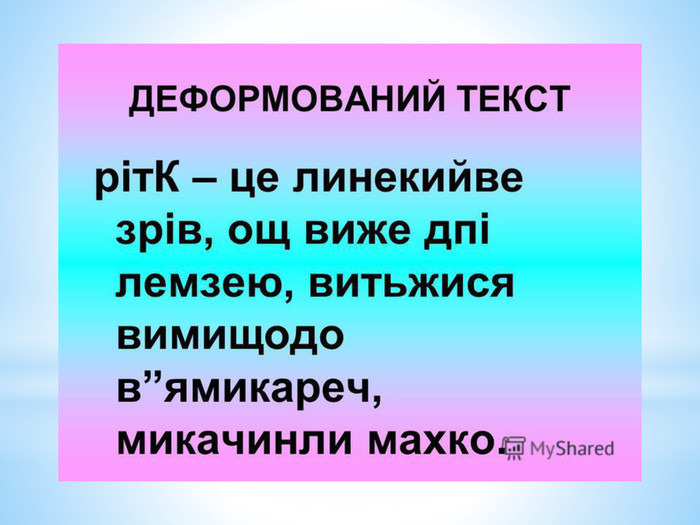 ДЕФОРМОВАНИЙ ТЕКСТ
рітК – це линекийве
зрів, ощ виже дпі
лемзею, витьжися
вимищодо
в”ямикареч,
микачинли махко.
MyShared